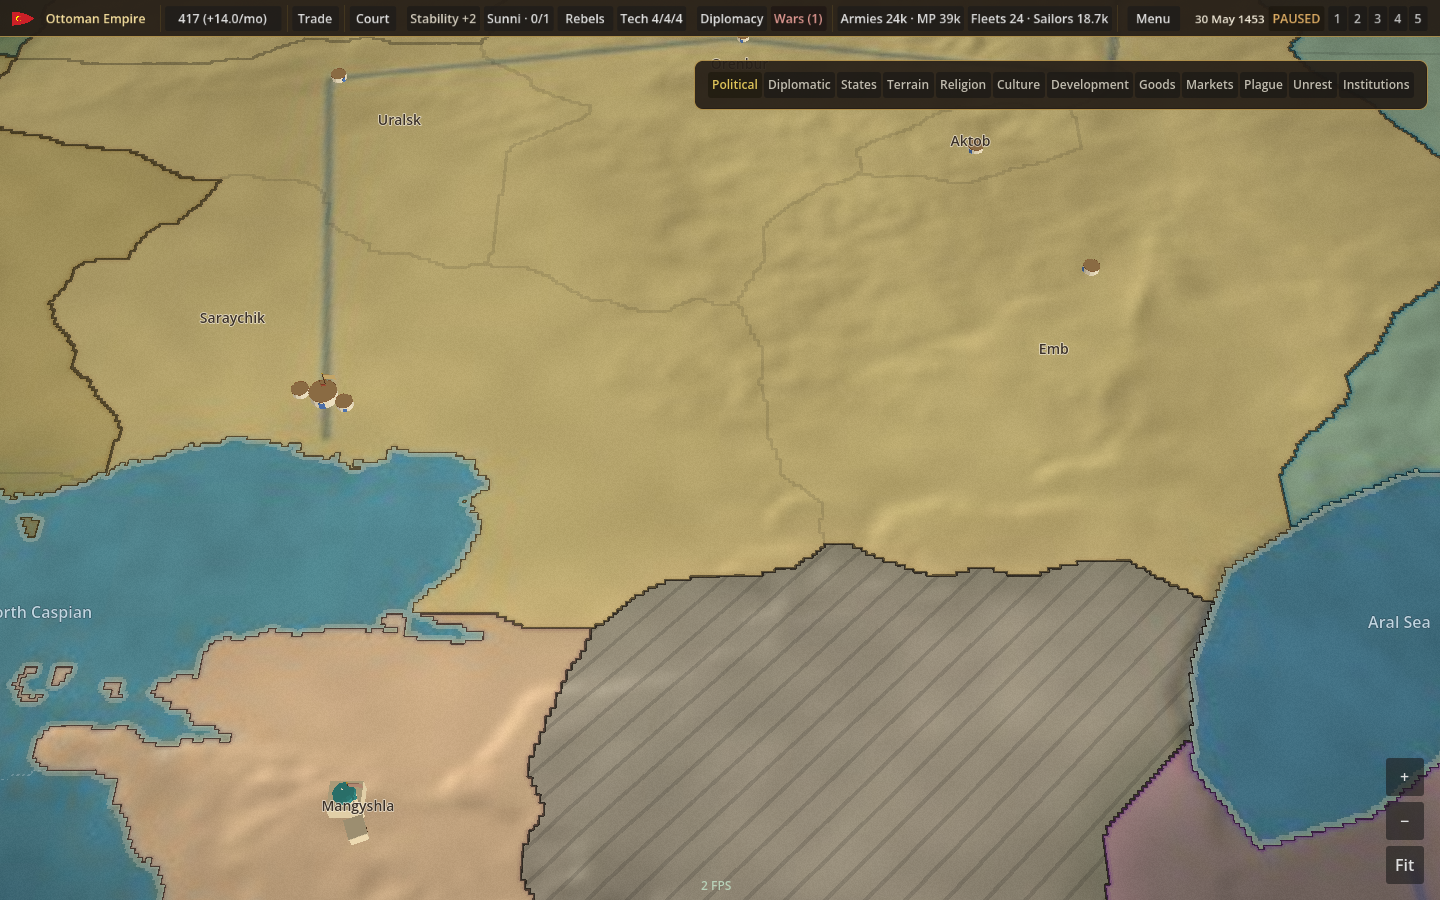 Ottoman Empire
417 (+14.0/mo)
Trade
Court
Stability +2
Sunni · 0/1
Rebels
Tech 4/4/4
Diplomacy
Wars (1)
Armies 24k · MP 39k
Fleets 24 · Sailors 18.7k
Menu
30 May 1453
PAUSED
1
2
3
4
5
Political
Diplomatic
States
Terrain
Religion
Culture
Development
Goods
Markets
Plague
Unrest
Institutions
Uralsk
Aktob
Saraychik
Emb
orth Caspian
Aral Sea
Mangyshla
+
−
Fit
2 FPS